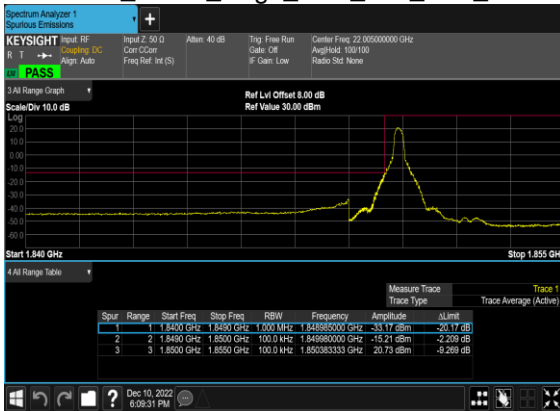 Spectrum Analyzer 1
Spurious Emissions
+
KEYSIGHT Input: RF Input Z: 50 Ω Atten: 40 dB Trig: Free Run Center Freq: 22.005000000 GHz
R T Coupling: DC Corr CCorr Gate: Off Avg|Hold: 100/100
Align: Auto Freq Ref: Int (S) IF Gain: Low Radio Std: None
PASS
3 All Range Graph Ref Lvl Offset 8.00 dB
Scale/Div 10.0 dB Ref Value 30.00 dBm
Log
20.0
10.0
0.00
-10.0
-20.0
-30.0
-40.0
-50.0
-60.0
Start 1.840 GHz Stop 1.855 GH
4 All Range Table
Measure Trace Trace 1
Trace Type Trace Average (Active)
Spur Range Start Freq Stop Freq RBW Frequency Amplitude ΔLimit
1 1 1.8400 GHz 1.8490 GHz 1.000 MHz 1.848985000 GHz -33.17 dBm -20.17 dB
2 2 1.8490 GHz 1.8500 GHz 100.0 kHz 1.849980000 GHz -15.21 dBm -2.209 dB
3 3 1.8500 GHz 1.8550 GHz 100.0 kHz 1.850383333 GHz 20.73 dBm -9.269 dB
? Dec 10, 2022
6:09:31 PM